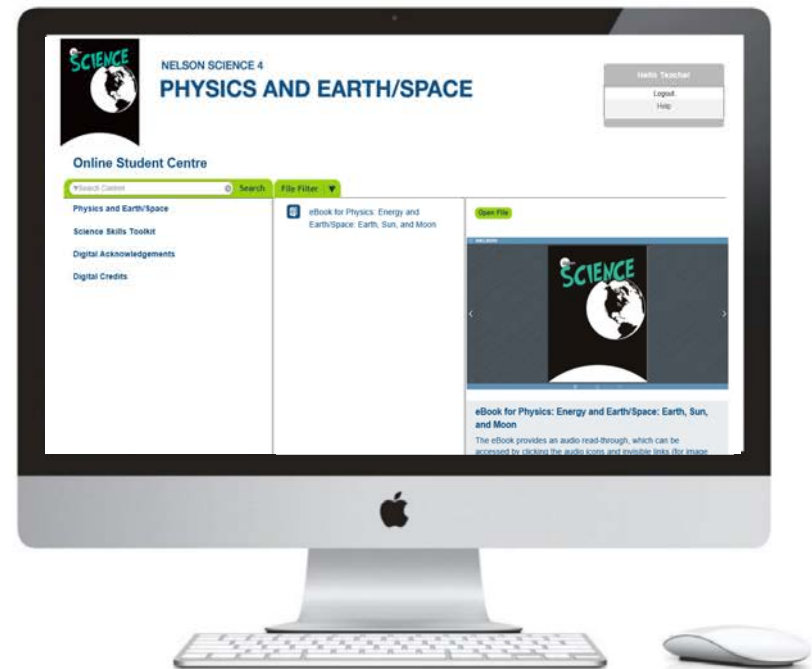 SCIENCE
NELSON SCIENCE 4
PHYSICS AND EARTH/SPACE
Hello Teacher
Logout
Help
Online Student Centre
Search Content
Search
File Filter ▼
Physics and Earth/Space
Science Skills Toolkit
Digital Acknowledgements
Digital Credits
eBook for Physics: Energy and
Earth/Space: Earth, Sun, and Moon
Open File
NELSON
SCIENCE
eBook for Physics: Energy and Earth/Space: Earth, Sun,
and Moon
The eBook provides an audio read-through, which can be
accessed by clicking the audio icons and invisible links (for image